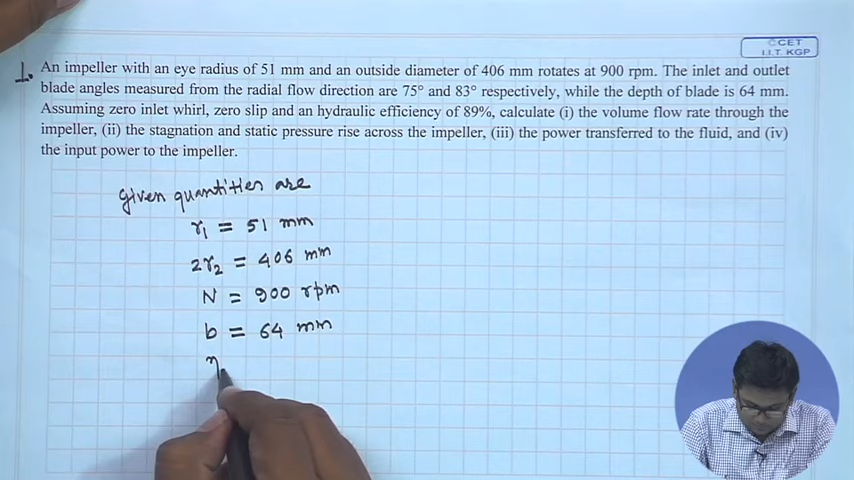 CCET
I.I.T. KGP
1. An impeller with an eye radius of 51 mm and an outside diameter of 406 mm rotates at 900 rpm. The inlet and outlet
blade angles measured from the radial flow direction are 75° and 83° respectively, while the depth of blade is 64 mm.
Assuming zero inlet whirl, zero slip and an hydraulic efficiency of 89%, calculate (i) the volume flow rate through the
impeller, (ii) the stagnation and static pressure rise across the impeller, (iii) the power transferred to the fluid, and (iv)
the input power to the impeller.
given quantities are
r₁ = 51 mm
2r₂ = 406 mm
N = 900 rpm
b = 64 mm
η